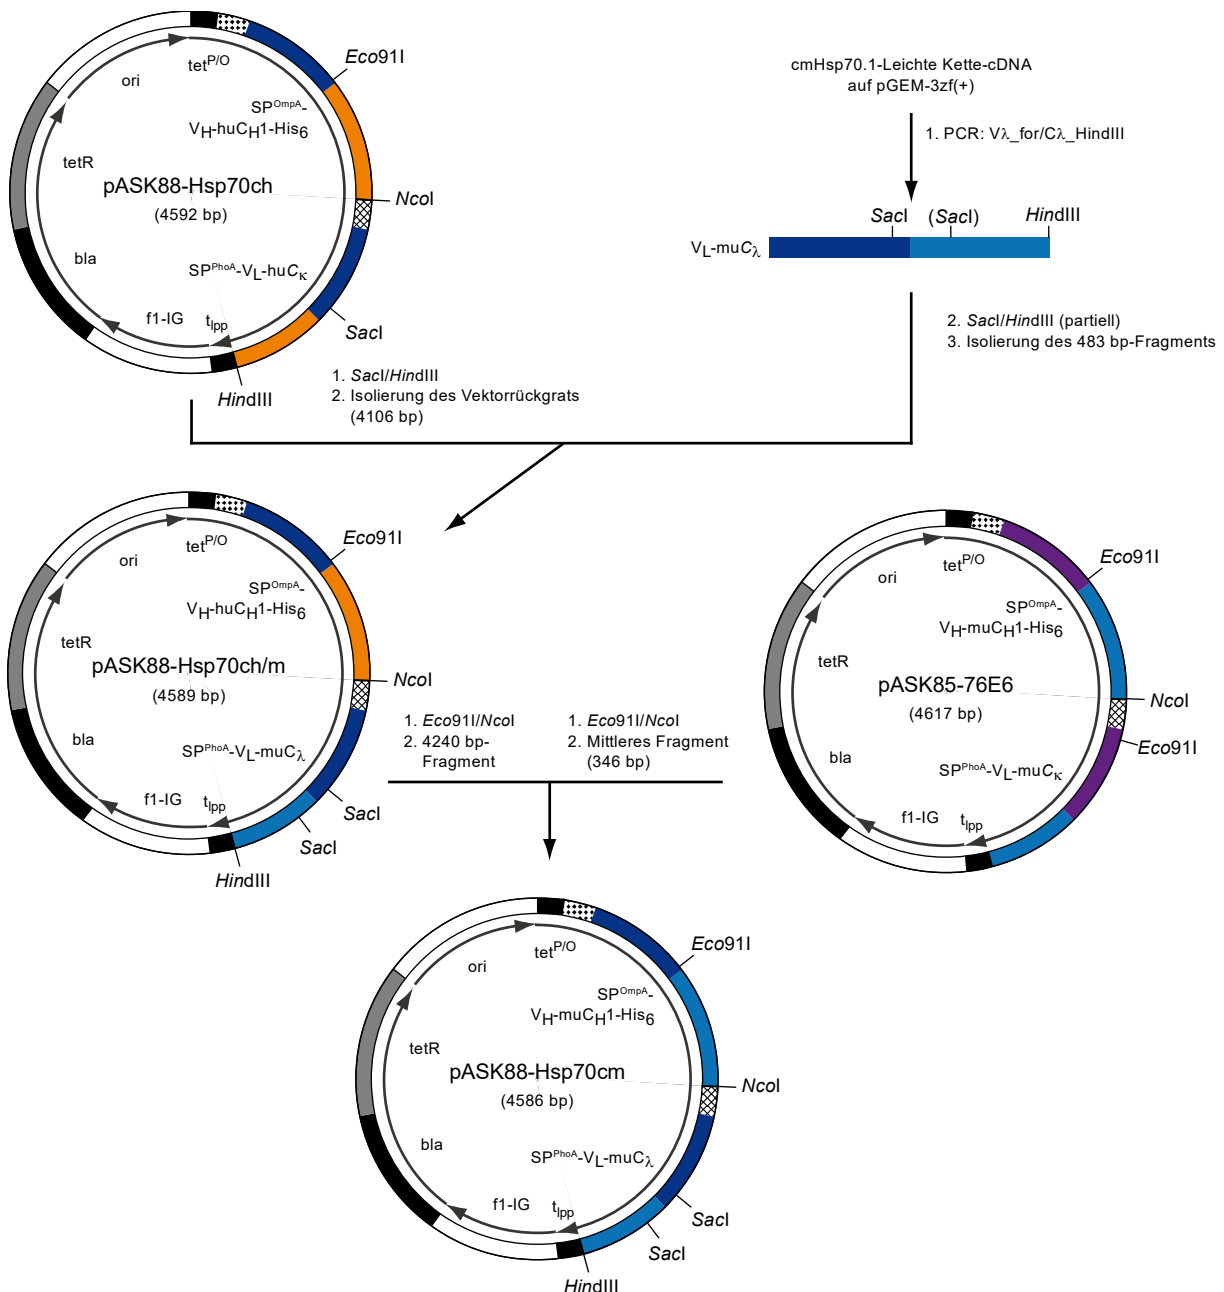 Eco91I
tetP/O
ori
SPOmpA-
VH-huCH1-His6
tetR
pASK88-Hsp70ch
(4592 bp)
NcoI
bla
SPPhoA-VL-huCκ
f1-IG
tlpp
SacI
HindIII
1. SacI/HindIII
2. Isolierung des Vektorrückgrats
(4106 bp)
cmHsp70.1-Leichte Kette-cDNA
auf pGEM-3zf(+)
1. PCR: Vλ_for/Cλ_HindIII
SacI
(SacI)
HindIII
VL-muCλ
2. SacI/HindIII (partiell)
3. Isolierung des 483 bp-Fragments
Eco91I
tetP/O
ori
SPOmpA-
VH-huCH1-His6
tetR
pASK88-Hsp70ch/m
(4589 bp)
NcoI
bla
SPPhoA-VL-muCλ
f1-IG
tlpp
SacI
SacI
HindIII
1. Eco91I/NcoI
2. 4240 bp-
Fragment
1. Eco91I/NcoI
2. Mittleres Fragment
(346 bp)
Eco91I
tetP/O
ori
SPOmpA-
VH-muCH1-His6
tetR
pASK85-76E6
(4617 bp)
NcoI
Eco91I
bla
SPPhoA-VL-muCκ
f1-IG
tlpp
Eco91I
tetP/O
ori
SPOmpA-
VH-muCH1-His6
tetR
pASK88-Hsp70cm
(4586 bp)
NcoI
bla
SPPhoA-VL-muCλ
f1-IG
tlpp
SacI
SacI
HindIII